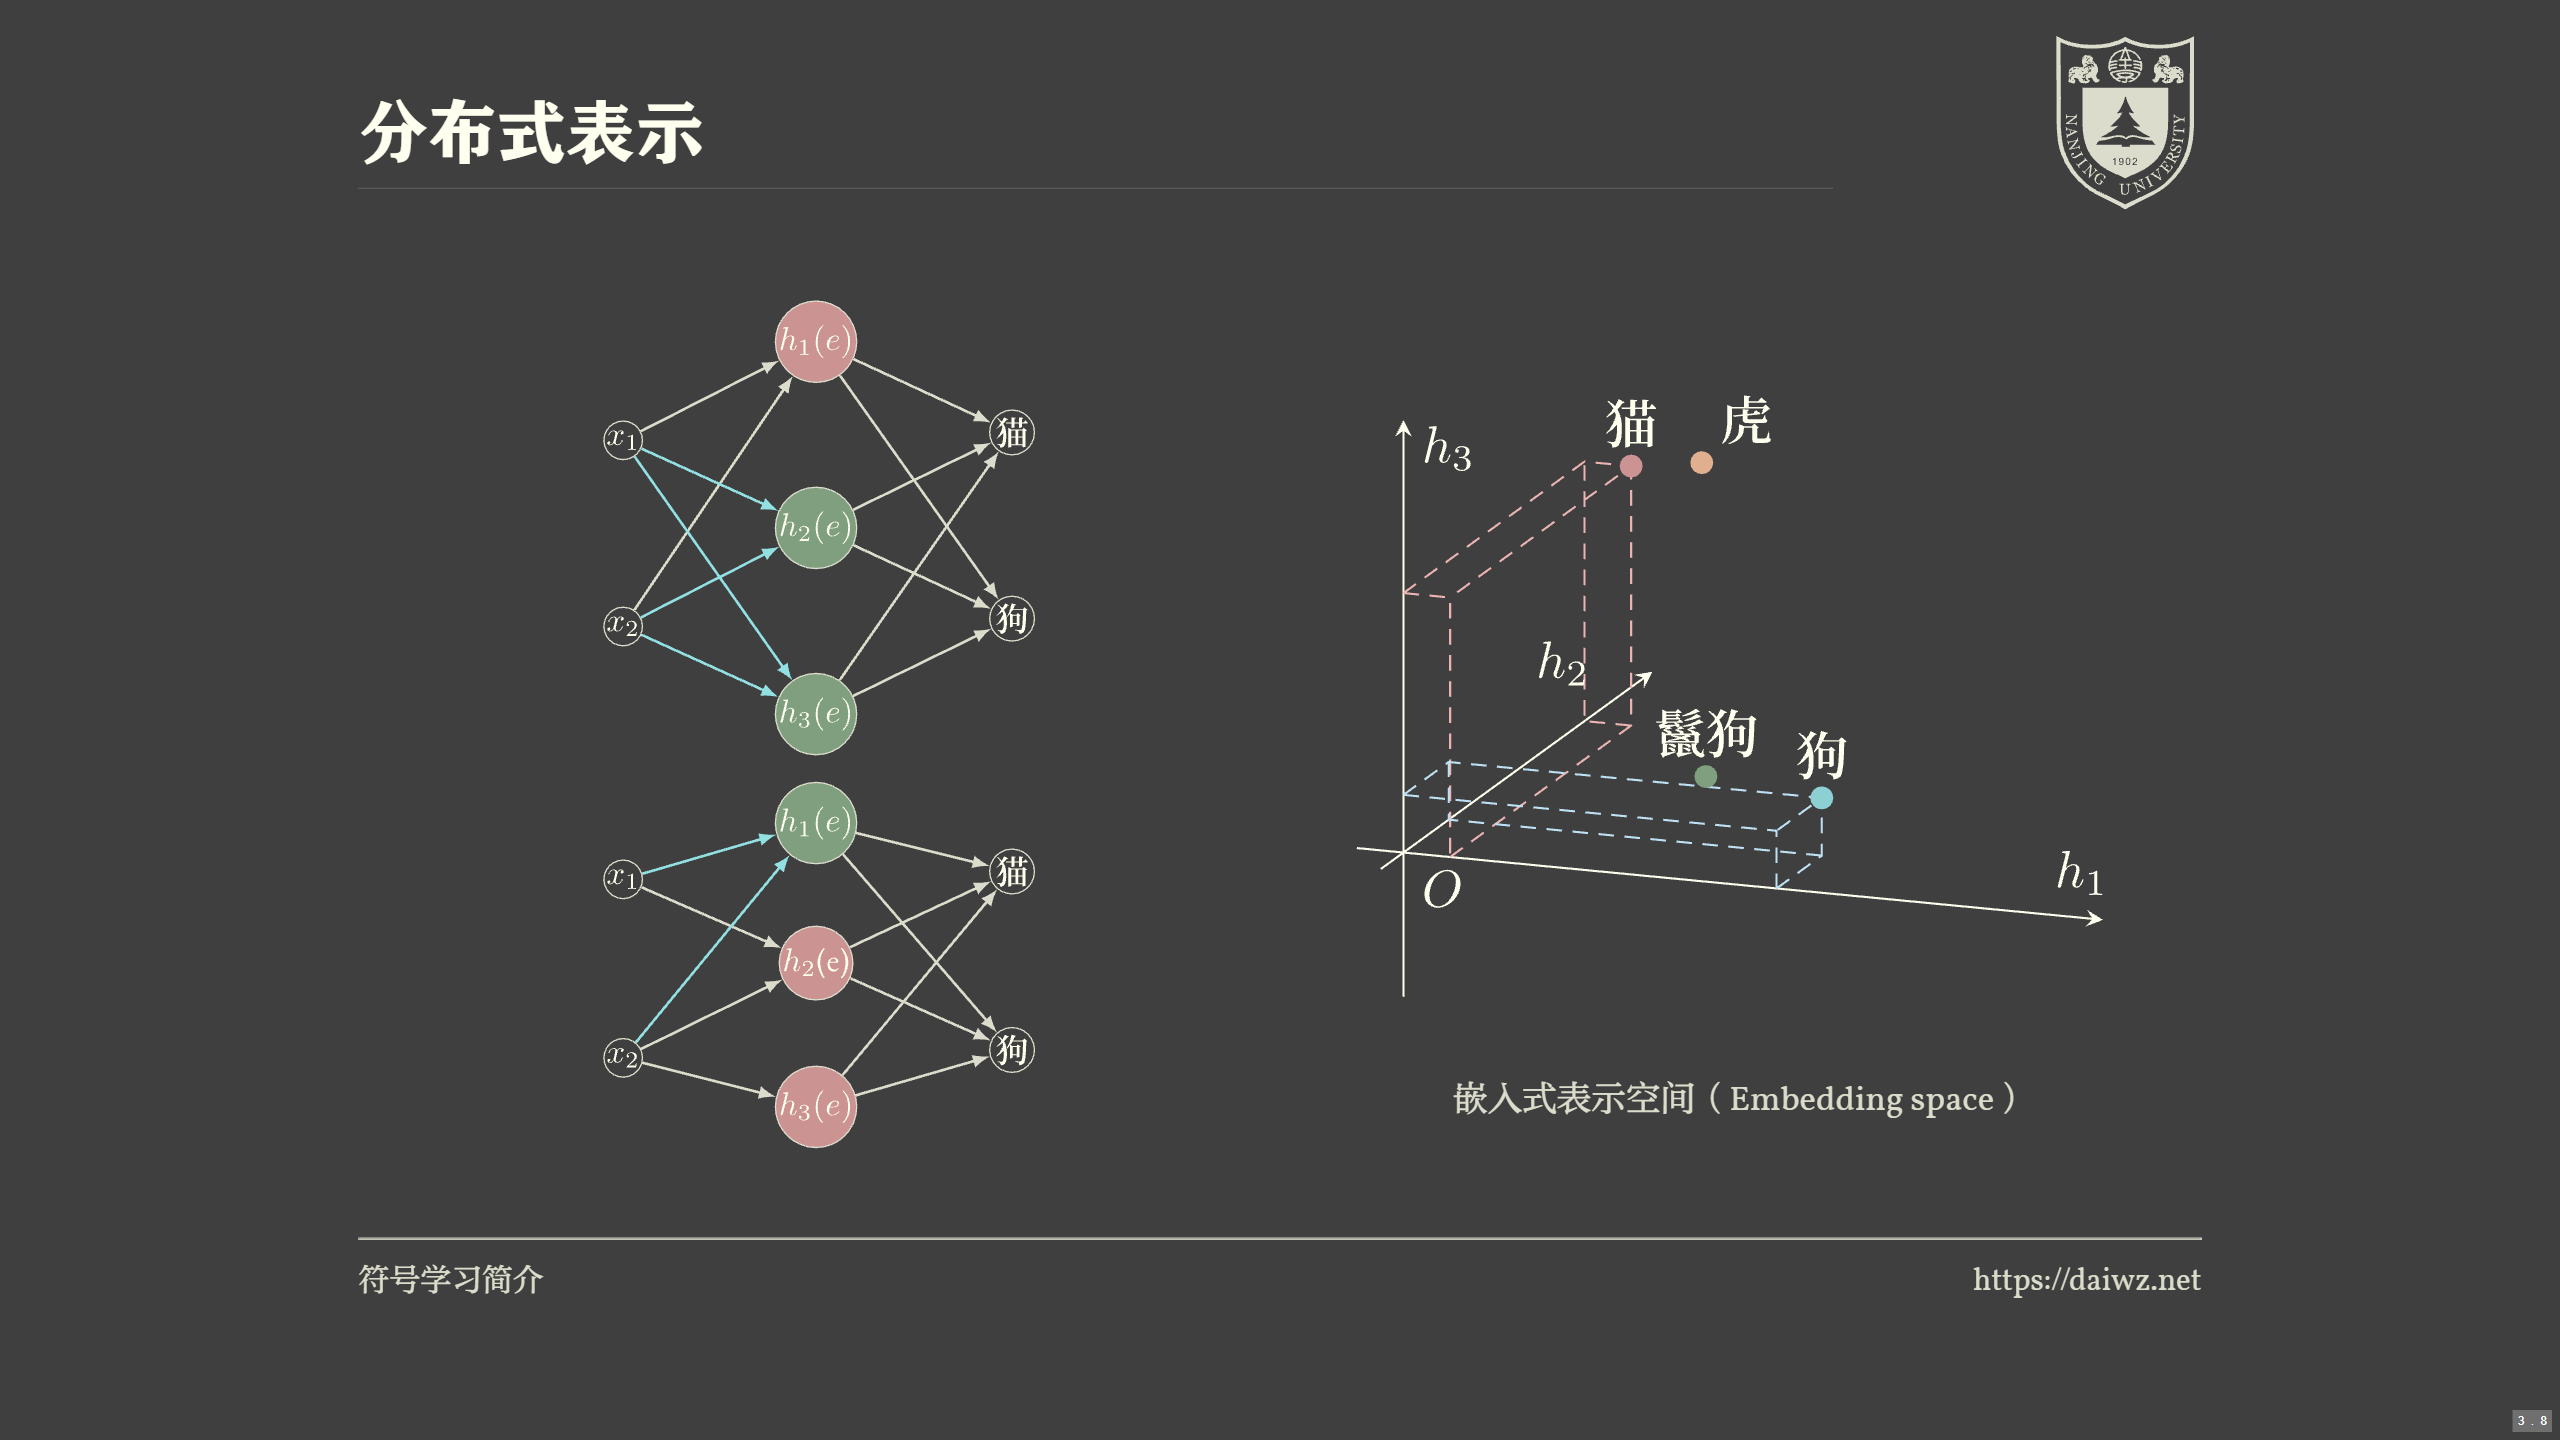 分布式表示
NANJING UNIVERSITY
1902
h₁(e)
x₁
猫
h₂(e)
x₂
狗
h₃(e)
h₁(e)
x₁
猫
h₂(e)
x₂
狗
h₃(e)
猫
虎
h₃
h₂
鬣狗
狗
h₁
O
嵌入式表示空间（Embedding space）
符号学习简介
https://daiwz.net
3 . 8